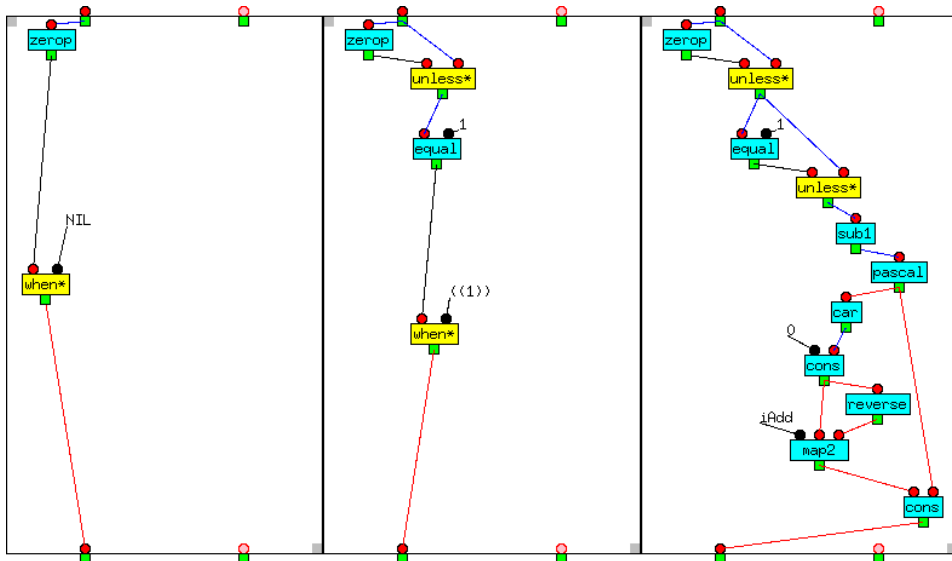 zerop
NIL
when*
zerop
unless*
1
equal
((1))
when*
zerop
unless*
1
equal
unless*
sub1
pascal
car
0
cons
reverse
iAdd
map2
cons